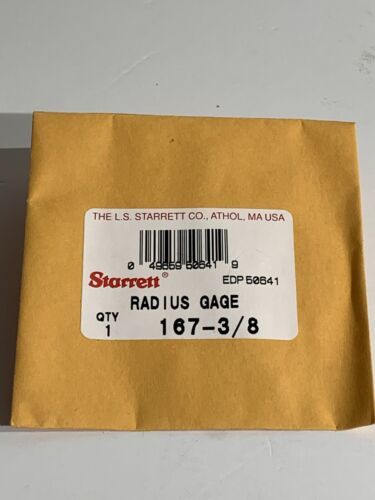 THE L.S. STARRETT CO., ATHOL, MA USA
0 49659 50641 9
Starrett® EDP 50641
RADIUS GAGE
QTY
1 167-3/8